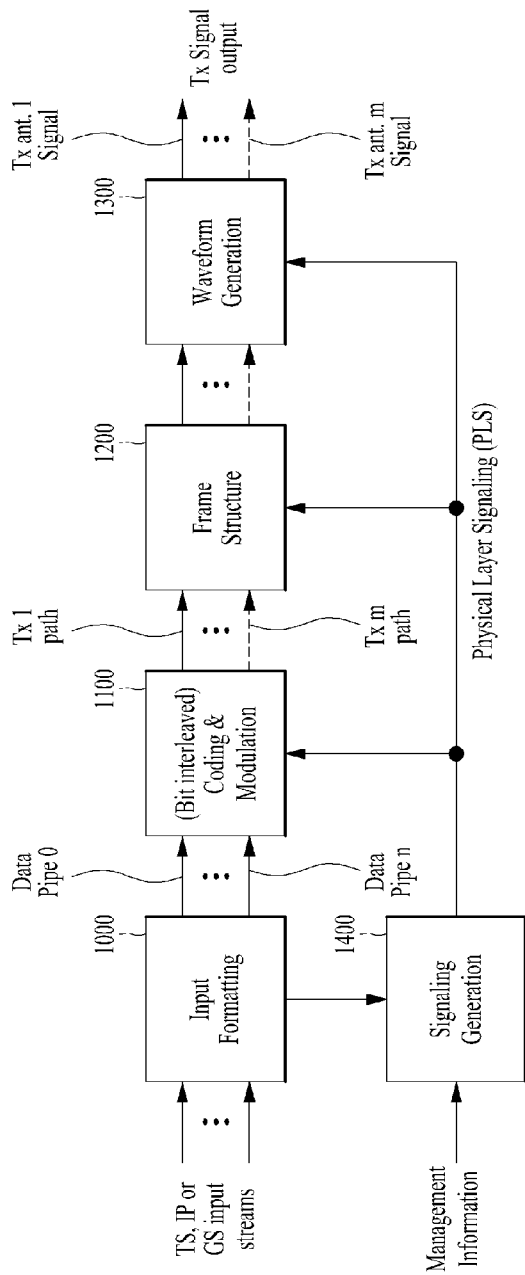 TS, IP or
GS input
streams
1000
Input
Formatting
Data
Pipe 0
Data
Pipe n
1100
(Bit interleaved)
Coding &
Modulation
Tx 1
path
Tx m
path
1200
Frame
Structure
1300
Waveform
Generation
Tx ant. 1
Signal
Tx Signal
output
Tx ant. m
Signal
Management
Information
1400
Signaling
Generation
Physical Layer Signaling (PLS)